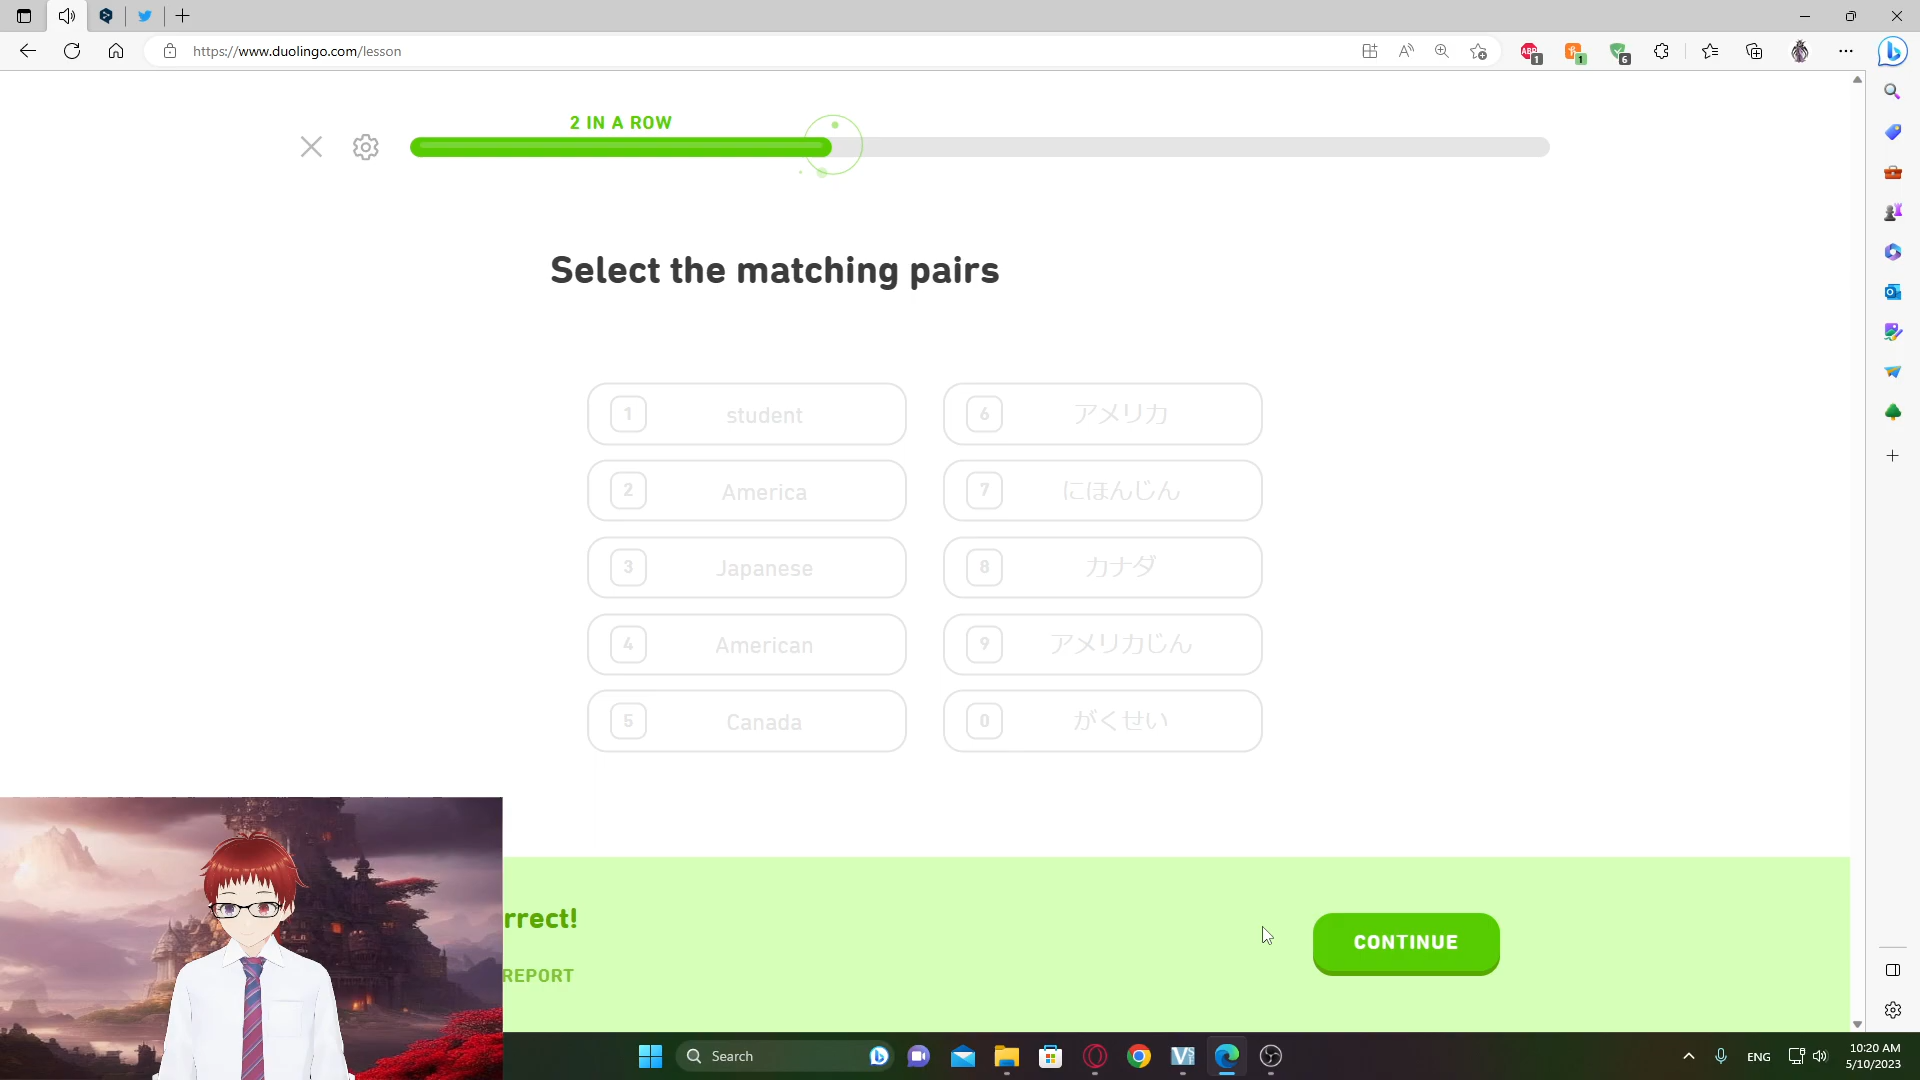 https://www.duolingo.com/lesson
1
1
6
2 IN A ROW
Select the matching pairs
1 student
6 アメリカ
2 America
7 にほんじん
3 Japanese
8 カナダ
4 American
9 アメリカじん
5 Canada
0 がくせい
rrect!
CONTINUE
REPORT
Search
ENG
10:20 AM
5/10/2023